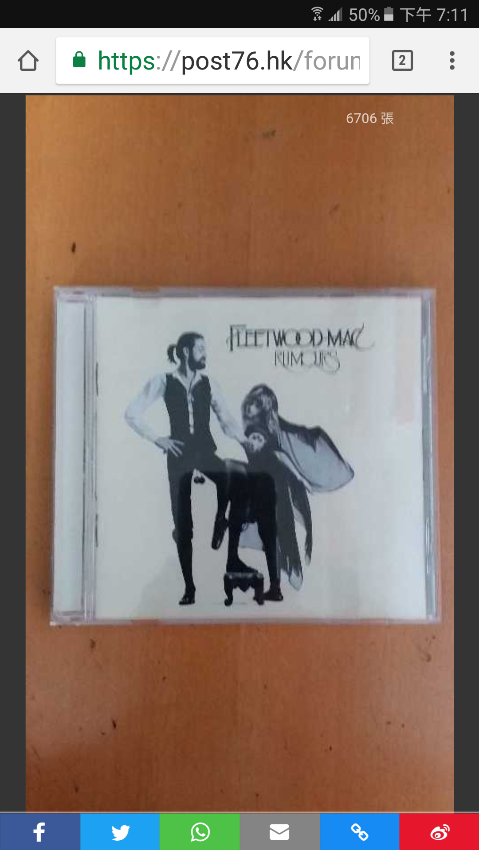 50% 下午 7:11
https://post76.hk/forun
2
6706 張
FLEETWOOD MAC
RUMOURS